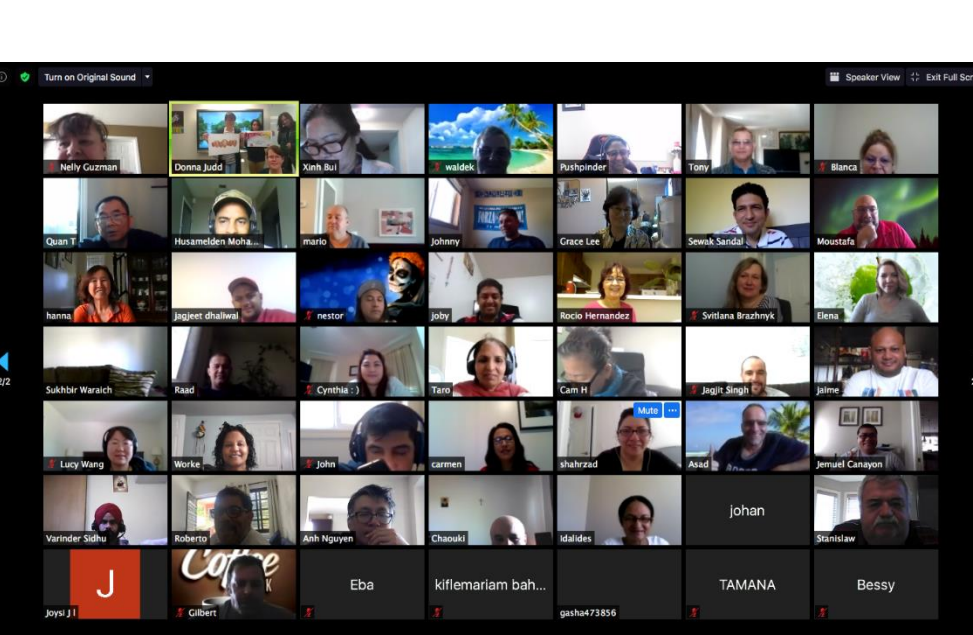 Turn on Original Sound
Speaker View
Exit Full Scr
Nelly Guzman
Donna Judd
Xinh Bui
waldek
Pushpinder
Tony
Blanca
Quan T
Husamelden Moha...
mario
Johnny
Grace Lee
Sewak Sandal
Moustafa
hanna
jagjeet dhaliwal
nestor
joby
Rocio Hernandez
Svitlana Brazhnyk
Elena
2/2
Sukhbir Waraich
Raad
Cynthia : )
Taro
Cam H
Jagjit Singh
jaime
Mute
Lucy Wang
Worke
John
carmen
shahrzad
Asad
Jemuel Canayon
Varinder Sidhu
Roberto
Anh Nguyen
Chaouki
Idalides
johan
Stanislaw
J
Joysi J I
Coffee
Gilbert
Eba
kiflemariam bah...
gasha473856
TAMANA
Bessy